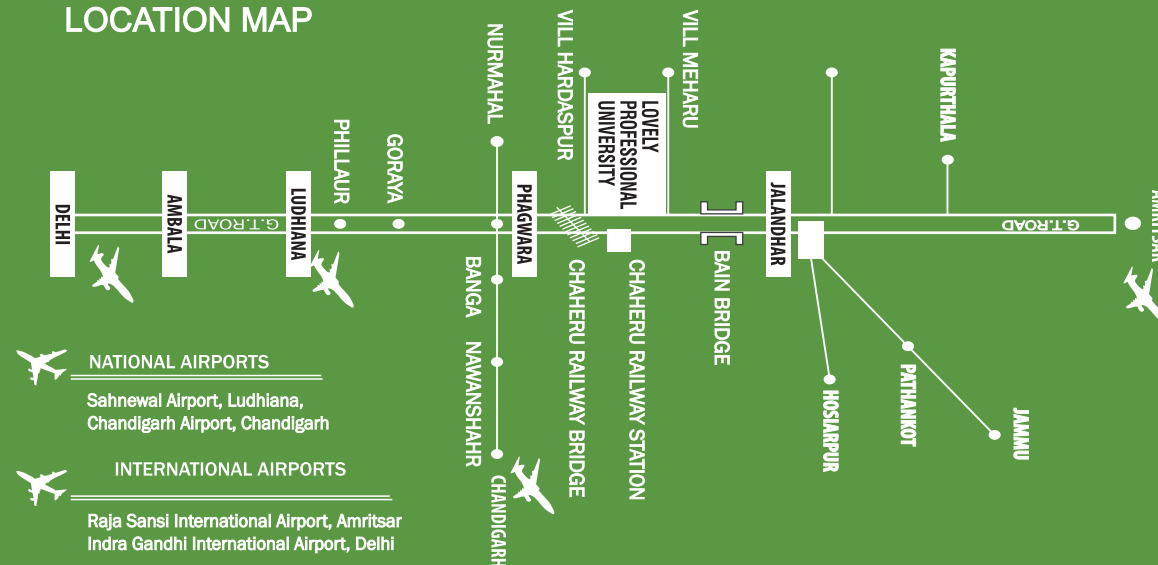 LOCATION MAP
DELHI
AMBALA
G.T.ROAD
LUDHIANA
PHILLAUR
GORAYA
NURMAHAL
PHAGWARA
BANGA
NAWANSHAHR
CHANDIGARH
VILL HARDASPUR
LOVELY
PROFESSIONAL
UNIVERSITY
VILL MEHARU
CHAHERU RAILWAY BRIDGE
CHAHERU RAILWAY STATION
BAIN BRIDGE
JALANDHAR
KAPURTHALA
G.T.ROAD
HOSIARPUR
PATHANKOT
JAMMU
NATIONAL AIRPORTS
Sahnewal Airport, Ludhiana,
Chandigarh Airport, Chandigarh
INTERNATIONAL AIRPORTS
Raja Sansi International Airport, Amritsar
Indra Gandhi International Airport, Delhi